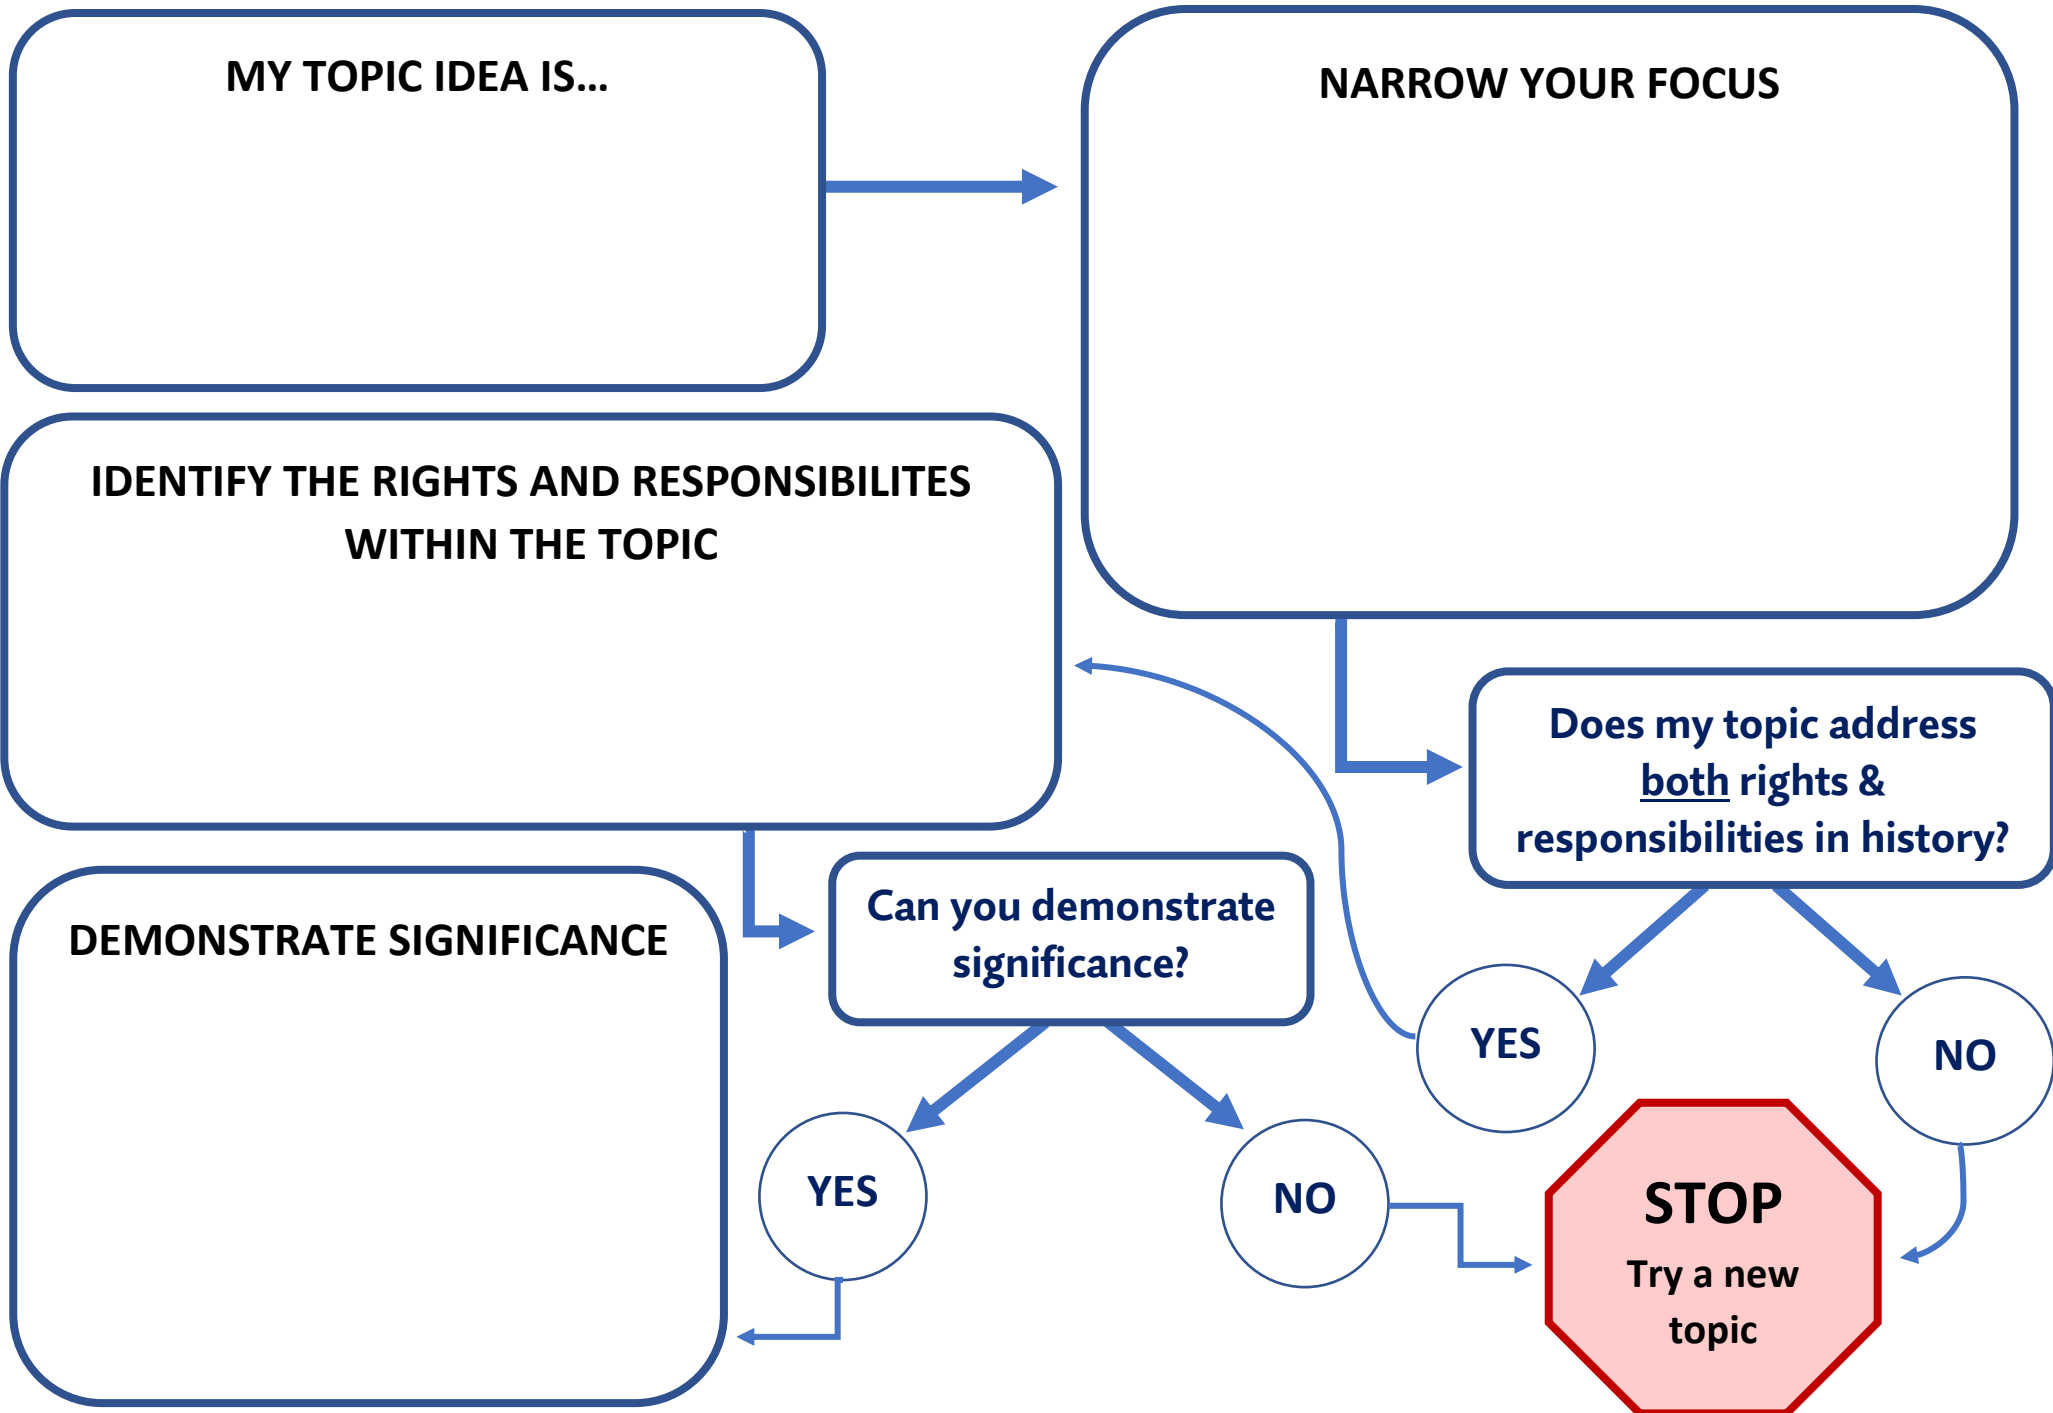 MY TOPIC IDEA IS...
NARROW YOUR FOCUS
IDENTIFY THE RIGHTS AND RESPONSIBILITES
WITHIN THE TOPIC
Does my topic address
both rights &
responsibilities in history?
Can you demonstrate
significance?
DEMONSTRATE SIGNIFICANCE
YES
NO
YES
NO
STOP
Try a new
topic